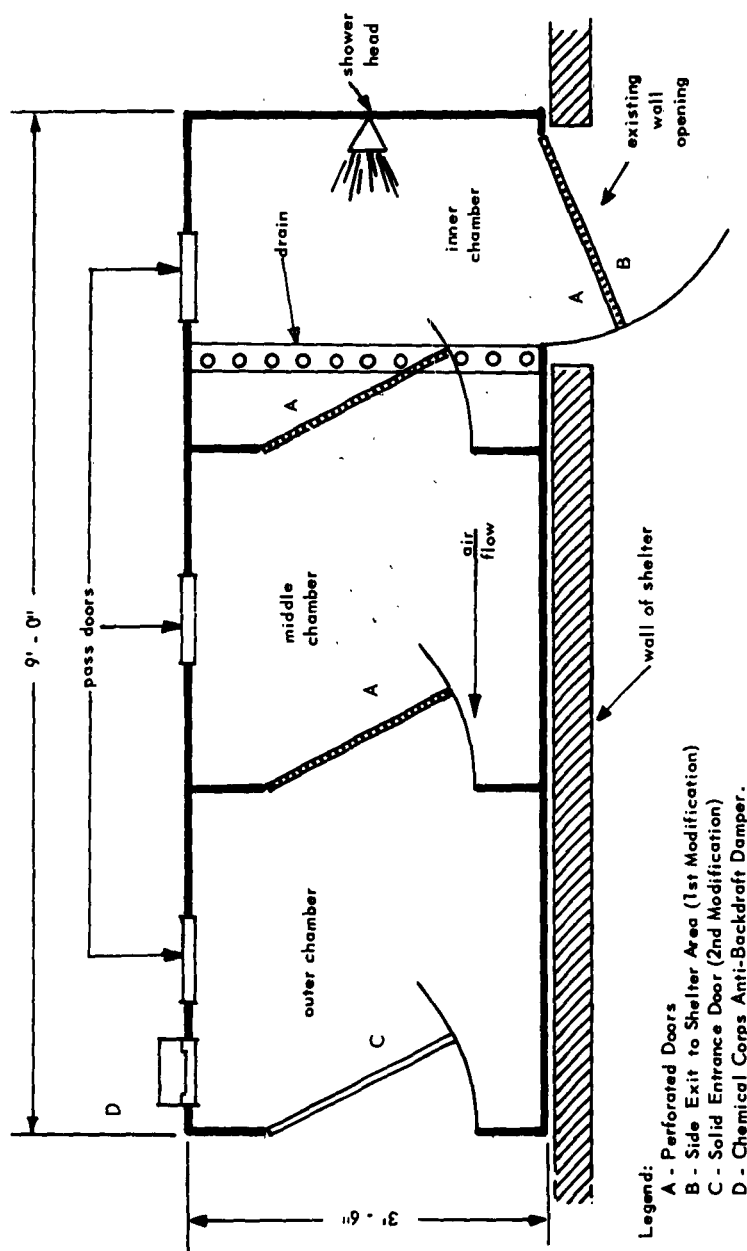 9' - 0"
pass doors
shower
head
D
drain
outer chamber
middle
chamber
inner
chamber
A
A
A
C
B
air
flow
3' - 6"
existing
wall
opening
wall of shelter
Legend:
A - Perforated Doors
B - Side Exit to Shelter Area (1st Modification)
C - Solid Entrance Door (2nd Modification)
D - Chemical Corps Anti-Backdraft Damper.